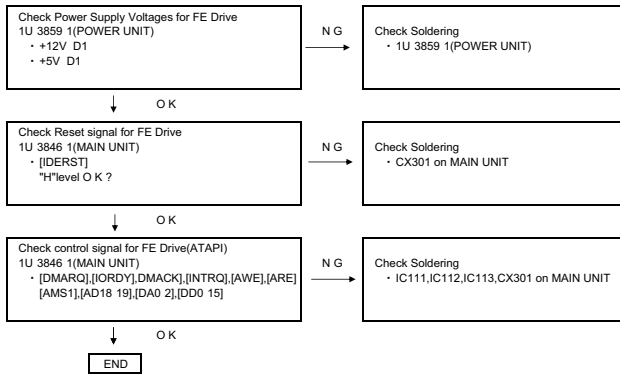 Check Power Supply Voltages for FE Drive
1U 3859 1(POWER UNIT)
・ +12V D1
・ +5V D1
N G
Check Soldering
・ 1U 3859 1(POWER UNIT)
O K
Check Reset signal for FE Drive
1U 3846 1(MAIN UNIT)
・ [IDERST]
"H"level O K ?
N G
Check Soldering
・ CX301 on MAIN UNIT
O K
Check control signal for FE Drive(ATAPI)
1U 3846 1(MAIN UNIT)
・ [DMARQ],[IORDY],DMACK],[INTRQ],[AWE],[ARE]
[AMS1],[AD18 19],[DA0 2],[DD0 15]
N G
Check Soldering
・ IC111,IC112,IC113,CX301 on MAIN UNIT
O K
END